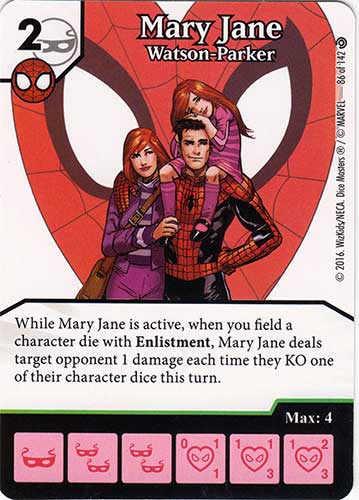 2
Mary Jane
Watson-Parker
© 2016. WizKids/NECA. Dice Masters ® / © MARVEL — 86 of 142
While Mary Jane is active, when you field a
character die with Enlistment, Mary Jane deals
target opponent 1 damage each time they KO one
of their character dice this turn.
Max: 4
0 1
1
1 1
3
1 2
3